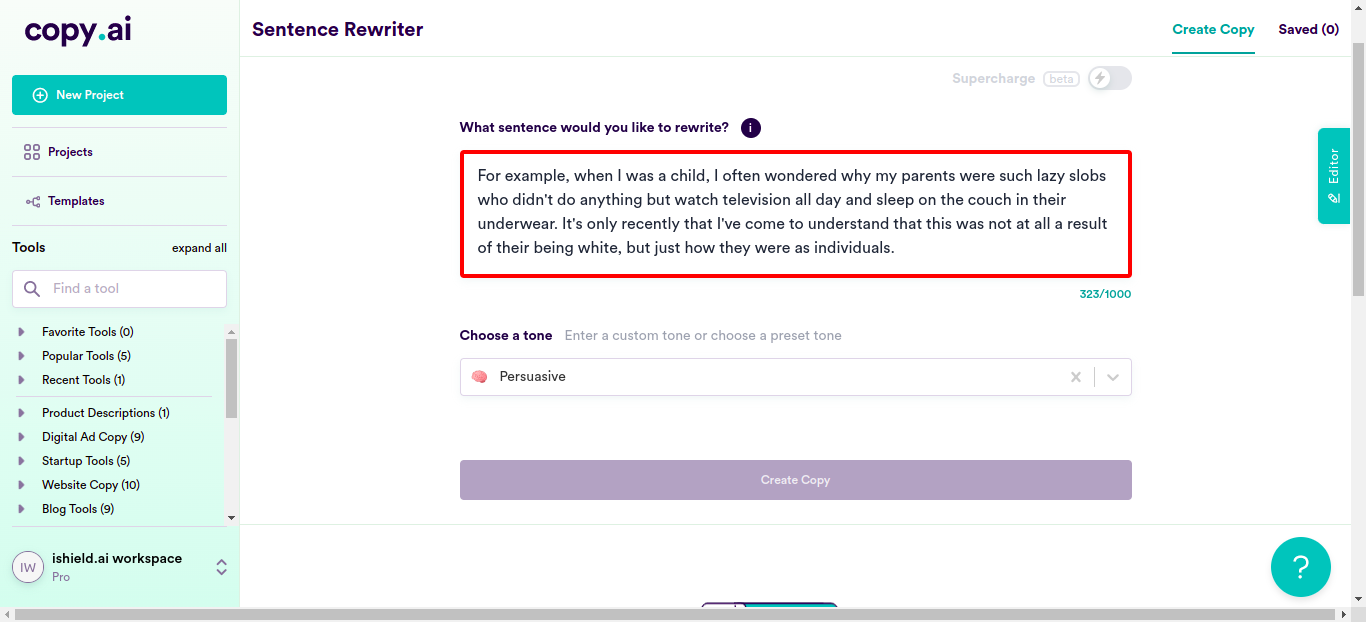 copy.ai
Sentence Rewriter
Create Copy
Saved (0)
New Project
Projects
Templates
Tools
expand all
Find a tool
Favorite Tools (0)
Popular Tools (5)
Recent Tools (1)
Product Descriptions (1)
Digital Ad Copy (9)
Startup Tools (5)
Website Copy (10)
Blog Tools (9)
IW
ishield.ai workspace
Pro
Supercharge beta
What sentence would you like to rewrite? i
For example, when I was a child, I often wondered why my parents were such lazy slobs
who didn't do anything but watch television all day and sleep on the couch in their
underwear. It's only recently that I've come to understand that this was not at all a result
of their being white, but just how they were as individuals.
323/1000
Choose a tone Enter a custom tone or choose a preset tone
Persuasive
Create Copy
Editor
?